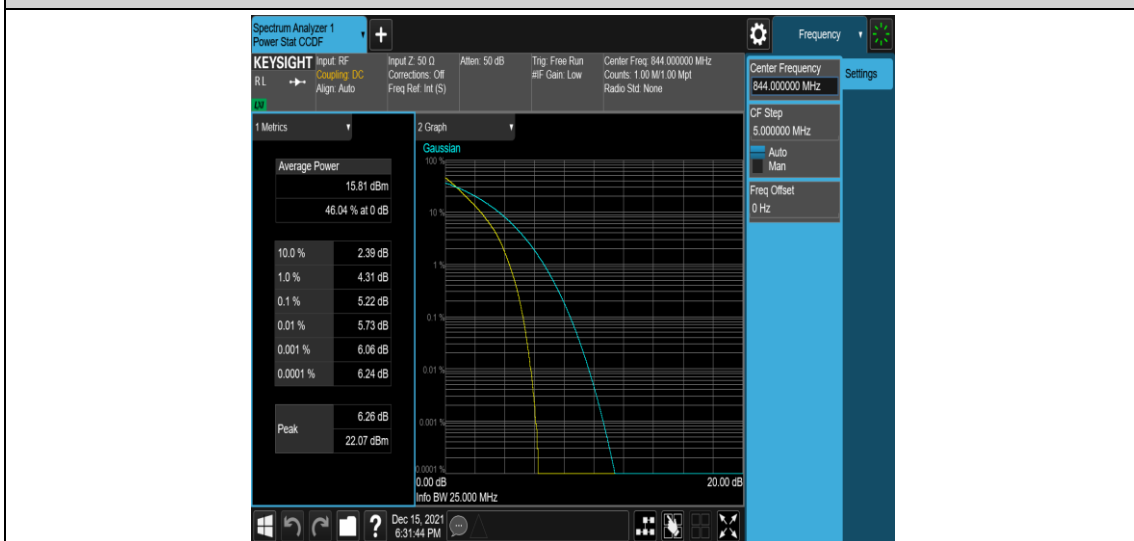 Spectrum Analyzer 1
Power Stat CCDF
+
Frequency
KEYSIGHT
RL
LXI
Input: RF
Coupling: DC
Align: Auto
Input Z: 50 Ω
Corrections: Off
Freq Ref: Int (S)
Atten: 50 dB
Trig: Free Run
#IF Gain: Low
Center Freq: 844.000000 MHz
Counts: 1.00 M/1.00 Mpt
Radio Std: None
Center Frequency
844.000000 MHz
Settings
CF Step
5.000000 MHz
Auto
Man
Freq Offset
0 Hz
1 Metrics
Average Power
15.81 dBm
46.04 % at 0 dB
10.0 % 2.39 dB
1.0 % 4.31 dB
0.1 % 5.22 dB
0.01 % 5.73 dB
0.001 % 6.06 dB
0.0001 % 6.24 dB
Peak
6.26 dB
22.07 dBm
2 Graph
Gaussian
100 %
10 %
1 %
0.1 %
0.01 %
0.001 %
0.0001 %
0.00 dB 20.00 dB
Info BW 25.000 MHz
?
Dec 15, 2021
6:31:44 PM